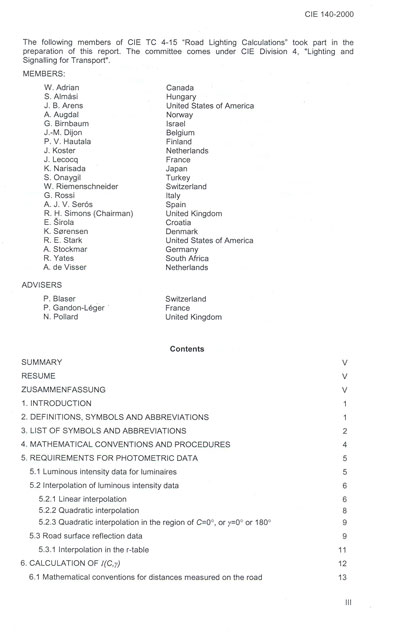 CIE 140-2000
The following members of CIE TC 4-15 "Road Lighting Calculations" took part in the
preparation of this report. The committee comes under CIE Division 4, "Lighting and
Signalling for Transport".
MEMBERS:
W. Adrian Canada
S. Almási Hungary
J. B. Arens United States of America
A. Augdal Norway
G. Birnbaum Israel
J.-M. Dijon Belgium
P. V. Hautala Finland
J. Koster Netherlands
J. Lecocq France
K. Narisada Japan
S. Onaygil Turkey
W. Riemenschneider Switzerland
G. Rossi Italy
A. J. V. Serós Spain
R. H. Simons (Chairman) United Kingdom
E. Širola Croatia
K. Sørensen Denmark
R. E. Stark United States of America
A. Stockmar Germany
R. Yates South Africa
A. de Visser Netherlands
ADVISERS
P. Blaser Switzerland
P. Gandon-Léger France
N. Pollard United Kingdom
Contents
SUMMARY V
RESUME V
ZUSAMMENFASSUNG V
1. INTRODUCTION 1
2. DEFINITIONS, SYMBOLS AND ABBREVIATIONS 1
3. LIST OF SYMBOLS AND ABBREVIATIONS 2
4. MATHEMATICAL CONVENTIONS AND PROCEDURES 4
5. REQUIREMENTS FOR PHOTOMETRIC DATA 5
5.1 Luminous intensity data for luminaires 5
5.2 Interpolation of luminous intensity data 6
5.2.1 Linear interpolation 6
5.2.2 Quadratic interpolation 8
5.2.3 Quadratic interpolation in the region of C=0°, or γ=0° or 180° 9
5.3 Road surface reflection data 9
5.3.1 Interpolation in the r-table 11
6. CALCULATION OF I(C,γ) 12
6.1 Mathematical conventions for distances measured on the road 13
III